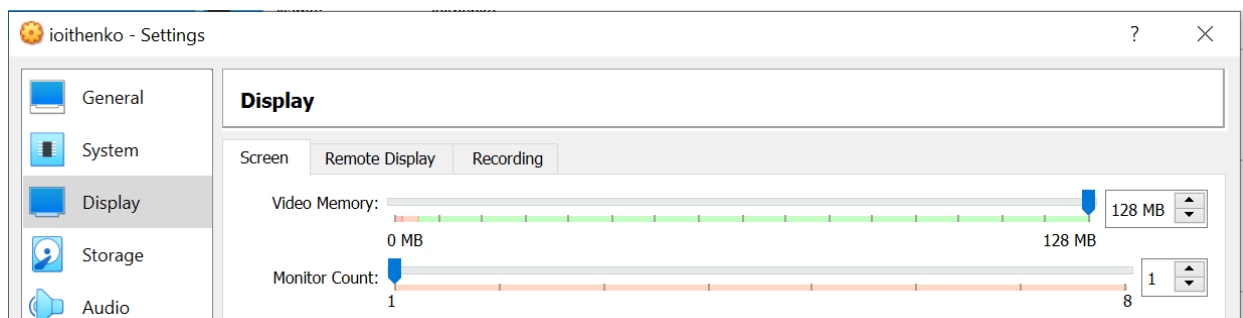 ioithenko - Settings
?
General
Display
System
Screen
Remote Display
Recording
Display
Video Memory:
128 MB
0 MB
128 MB
Storage
Monitor Count:
1
1
8
Audio